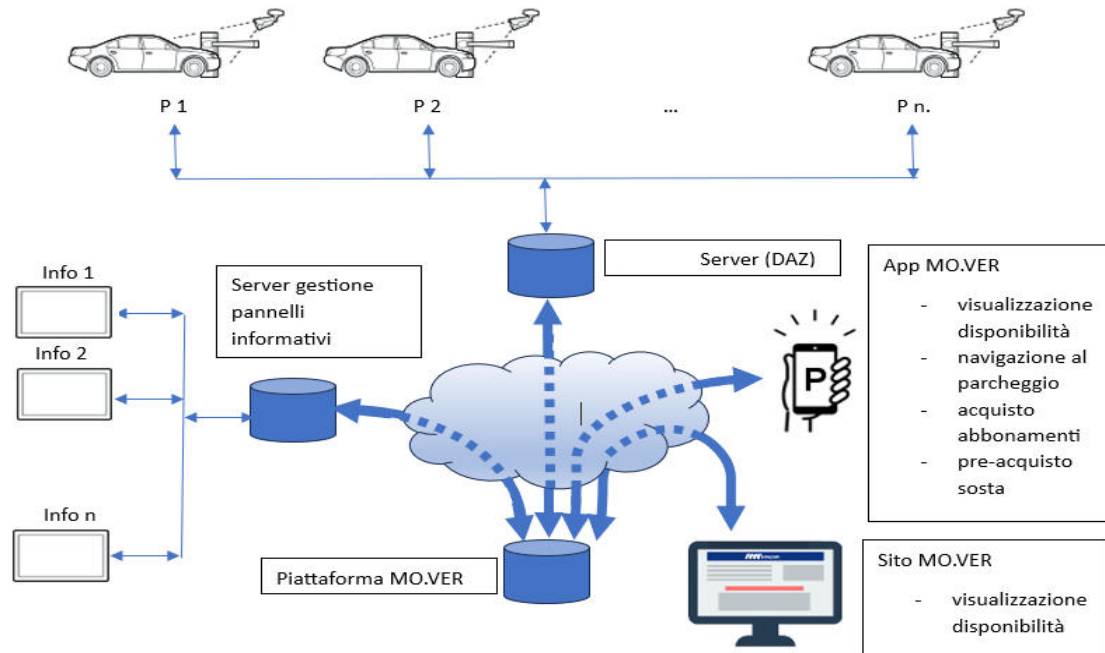 P 1
P 2
...
P n.
Server (DAZ)
Info 1
Info 2
Info n
Server gestione
pannelli
informativi
App MO.VER
- visualizzazione
disponibilità
- navigazione al
parcheggio
- acquisto
abbonamenti
- pre-acquisto
sosta
P
Piattaforma MO.VER
Sito MO.VER
- visualizzazione
disponibilità